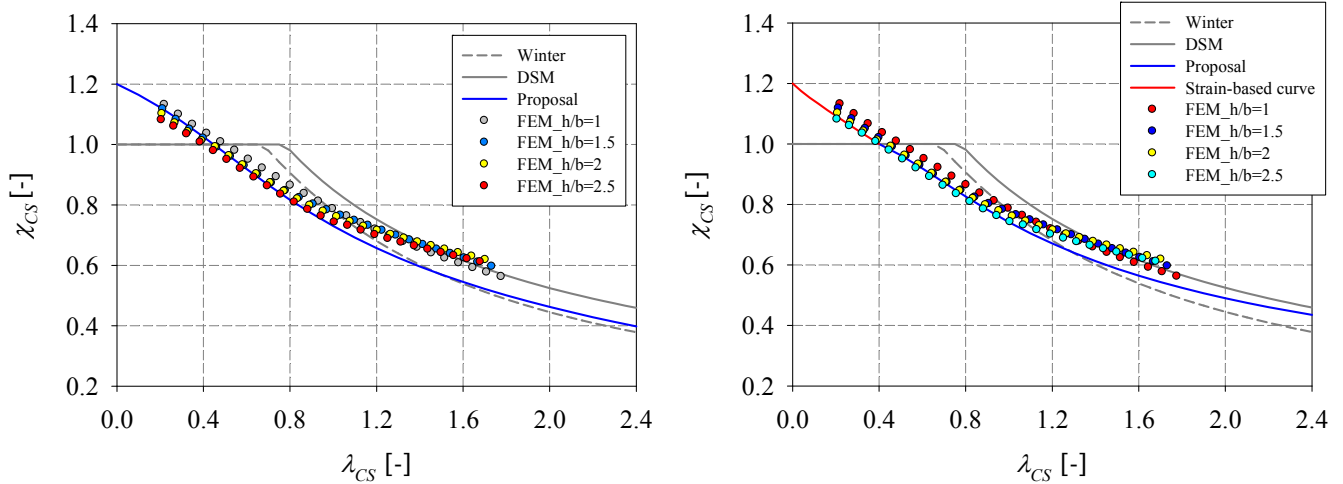 1.4
1.2
1.0
0.8
0.6
0.4
0.2
χCS [-]
0.0 0.4 0.8 1.2 1.6 2.0 2.4
λCS [-]
Winter
DSM
Proposal
FEM_h/b=1
FEM_h/b=1.5
FEM_h/b=2
FEM_h/b=2.5
1.4
1.2
1.0
0.8
0.6
0.4
0.2
χCS [-]
0.0 0.4 0.8 1.2 1.6 2.0 2.4
λCS [-]
Winter
DSM
Proposal
Strain-based curve
FEM_h/b=1
FEM_h/b=1.5
FEM_h/b=2
FEM_h/b=2.5